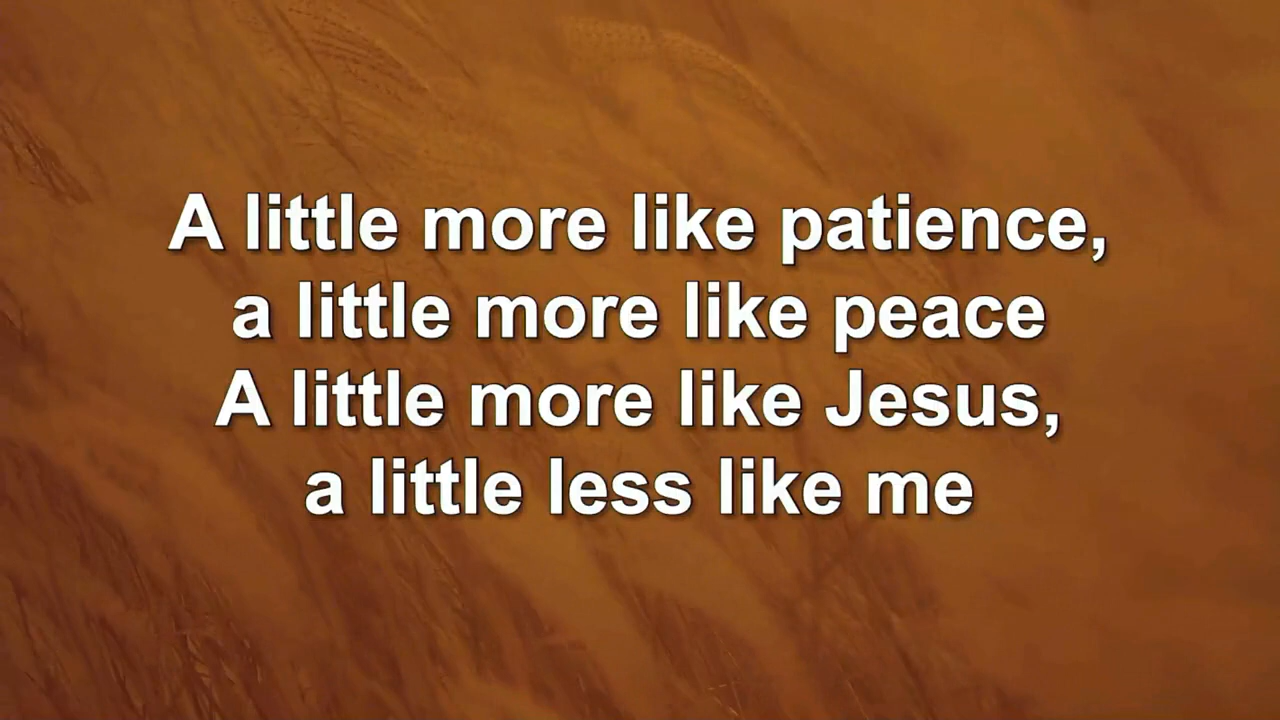 A little more like patience,
a little more like peace
A little more like Jesus,
a little less like me